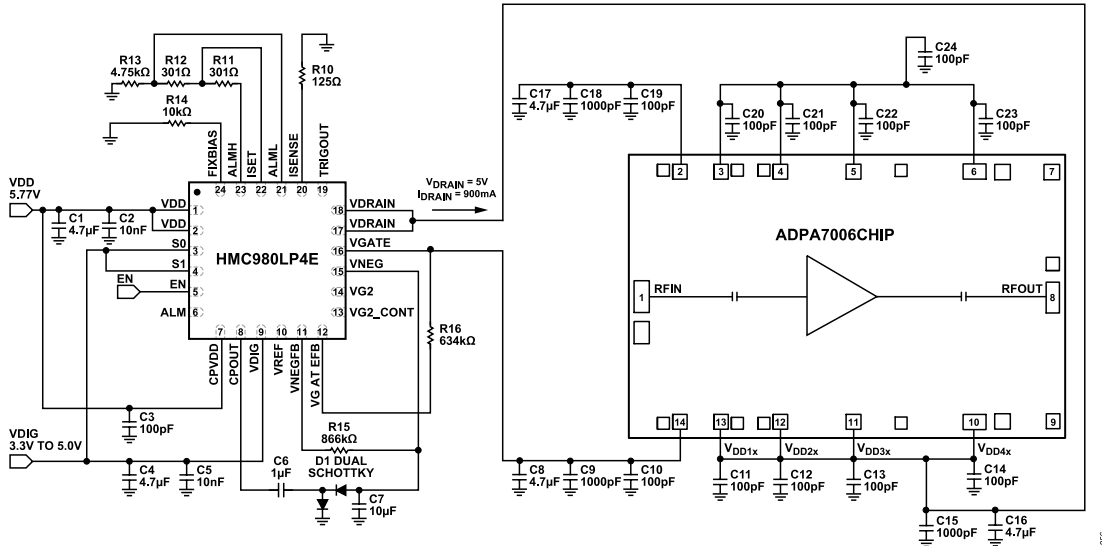 R13
4.75kΩ
R12
301Ω
R11
301Ω
R14
10kΩ
R10
125Ω
FIXBIAS
ALMH
ISET
ALML
ISENSE
TRIGOUT
24
23
22
21
20
19
VDD
5.77V
C1
4.7µF
C2
10nF
VDD
VDD
S0
S1
EN
EN
ALM
1
2
3
4
5
6
HMC980LP4E
18
17
16
15
14
13
VDRAIN
VDRAIN
VGATE
VNEG
VG2
VG2_CONT
VDRAIN = 5V
IDRAIN = 900mA
7
8
9
10
11
12
CPVDD
CPOUT
VDIG
VREF
VNEGFB
VG AT EFB
R16
634kΩ
C3
100pF
VDIG
3.3V TO 5.0V
C4
4.7µF
C5
10nF
R15
866kΩ
C6
1µF
D1 DUAL
SCHOTTKY
C7
10µF
C17
4.7µF
C18
1000pF
C19
100pF
C24
100pF
C20
100pF
C21
100pF
C22
100pF
C23
100pF
2
3
4
5
6
7
ADPA7006CHIP
1
RFIN
RFOUT
8
14
13
12
11
10
9
VDD1x
VDD2x
VDD3x
VDD4x
C8
4.7µF
C9
1000pF
C10
100pF
C11
100pF
C12
100pF
C13
100pF
C14
100pF
C15
1000pF
C16
4.7µF